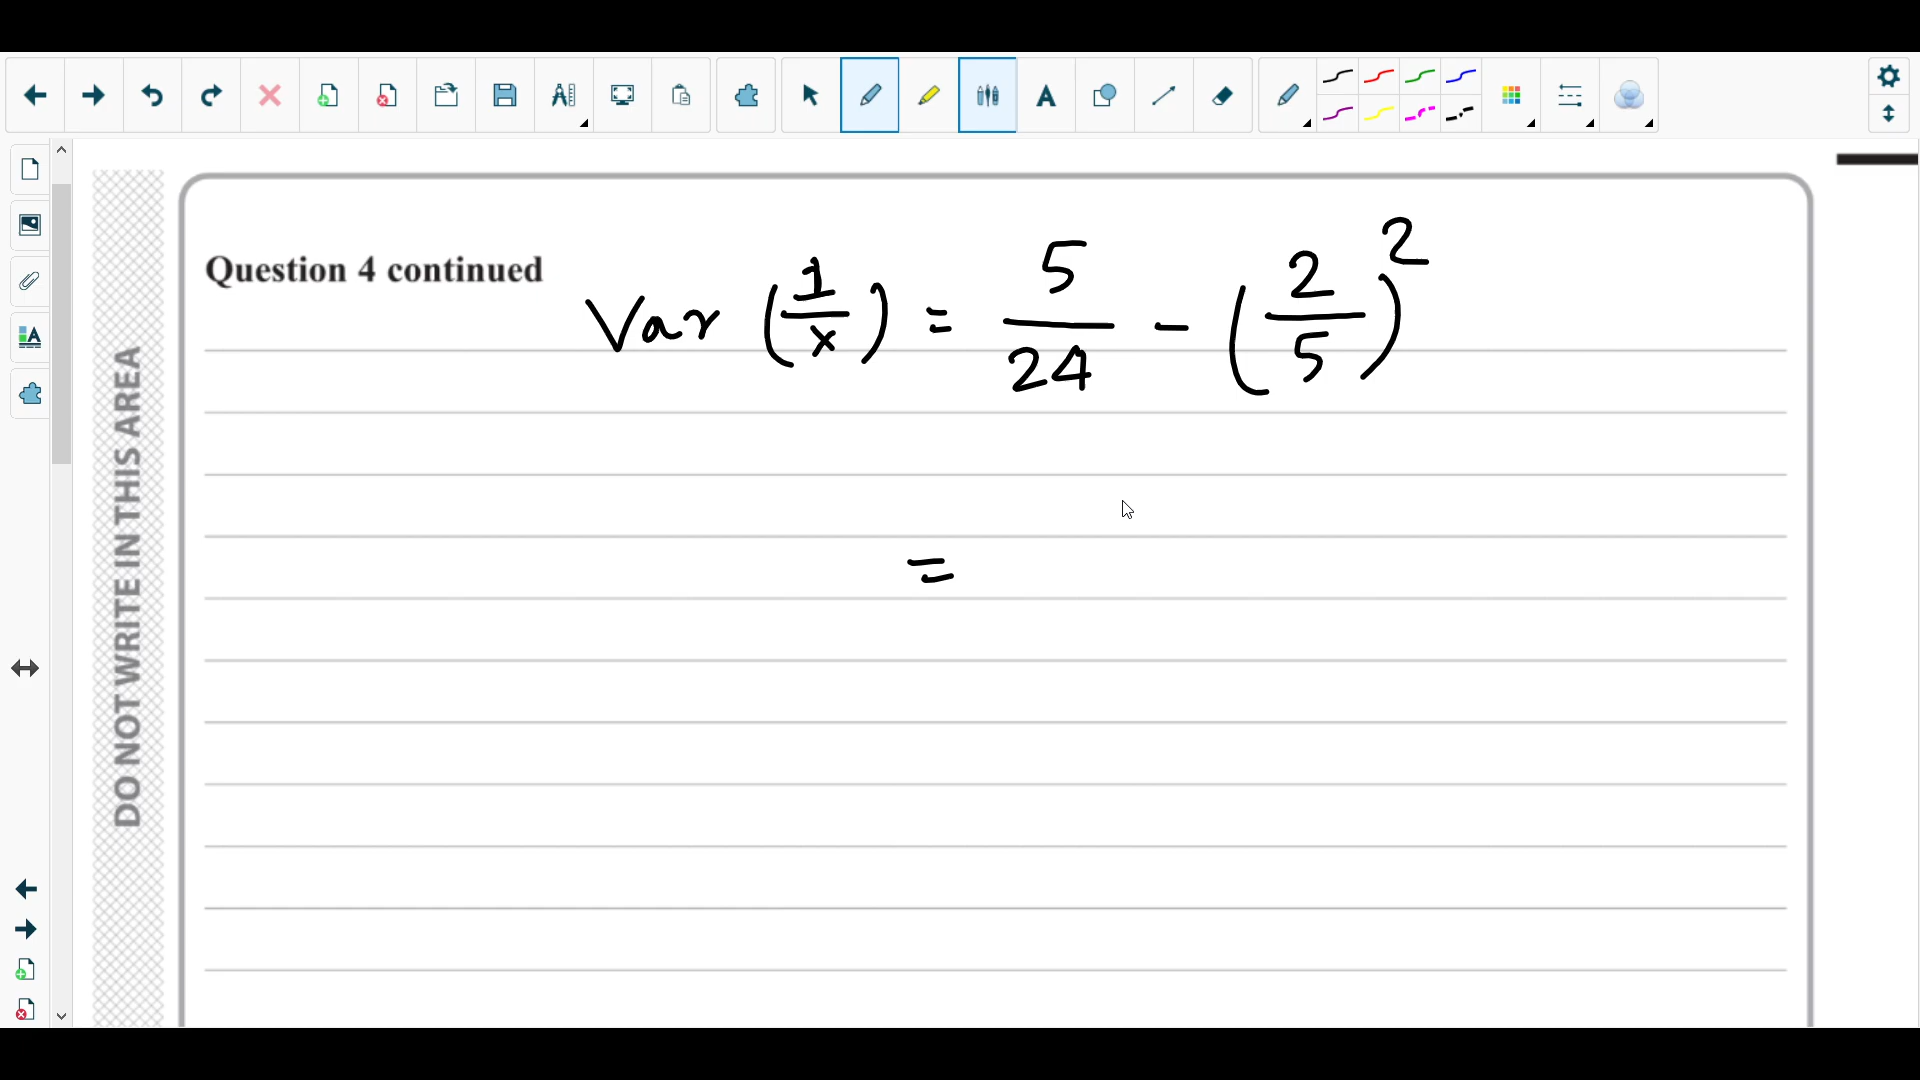 Question 4 continued
Var (1/x) = 5/24 - (2/5)²
=
DO NOT WRITE IN THIS AREA